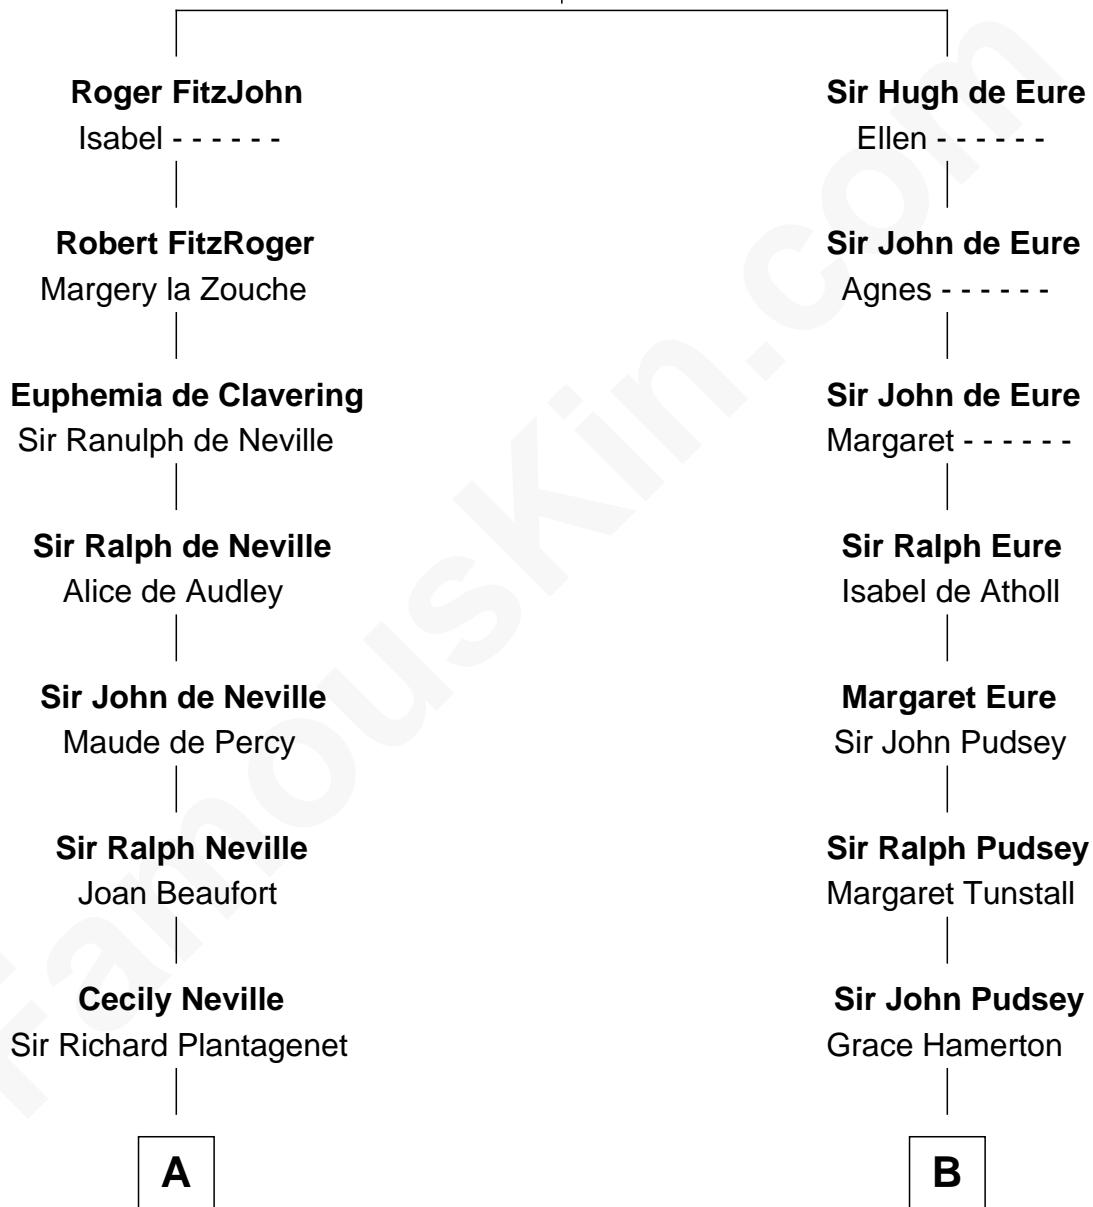 Roger FitzJohn
Isabel - - - - - -
Robert FitzRoger
Margery la Zouche
Euphemia de Clavering
Sir Ranulph de Neville
Sir Ralph de Neville
Alice de Audley
Sir John de Neville
Maude de Percy
Sir Ralph Neville
Joan Beaufort
Cecily Neville
Sir Richard Plantagenet
A
Sir Hugh de Eure
Ellen - - - - - -
Sir John de Eure
Agnes - - - - - -
Sir John de Eure
Margaret - - - - - -
Sir Ralph Eure
Isabel de Atholl
Margaret Eure
Sir John Pudsey
Sir Ralph Pudsey
Margaret Tunstall
Sir John Pudsey
Grace Hamerton
B
FamousKin.com